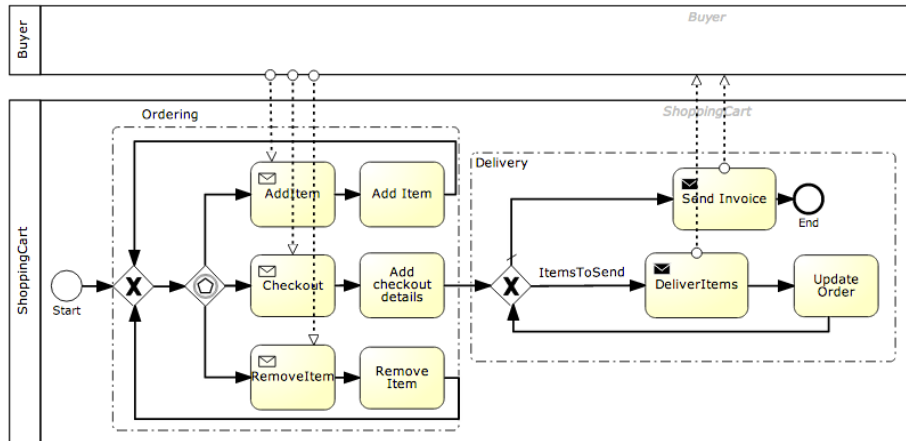 Buyer
Buyer
ShoppingCart
ShoppingCart
Ordering
Delivery
AddItem
Add Item
Send Invoice
End
Start
Checkout
Add
checkout
details
ItemsToSend
DeliverItems
Update
Order
RemoveItem
Remove
Item